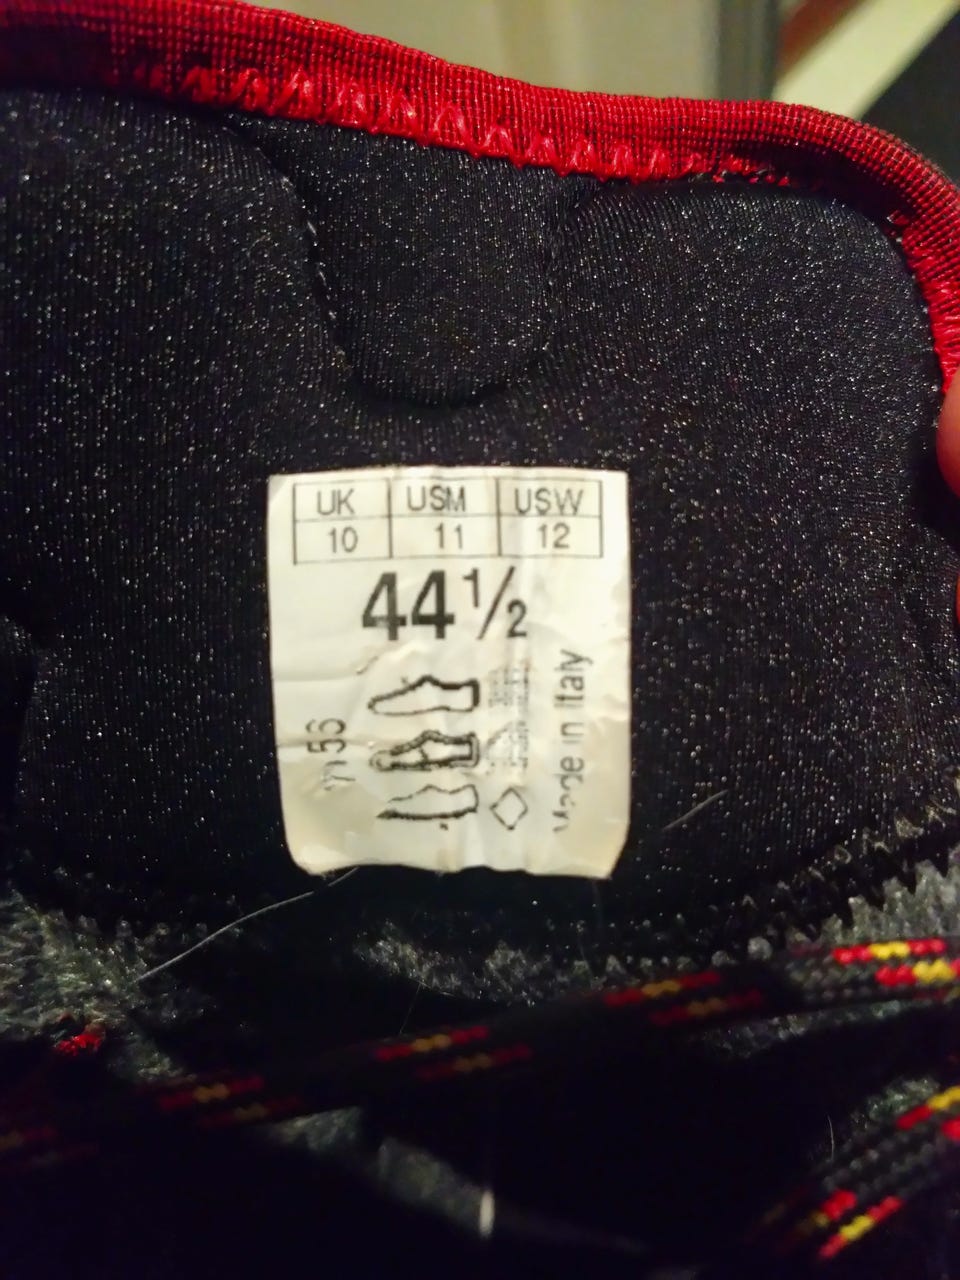 UK USM USW
10 11 12
44 1/2
Made in Italy